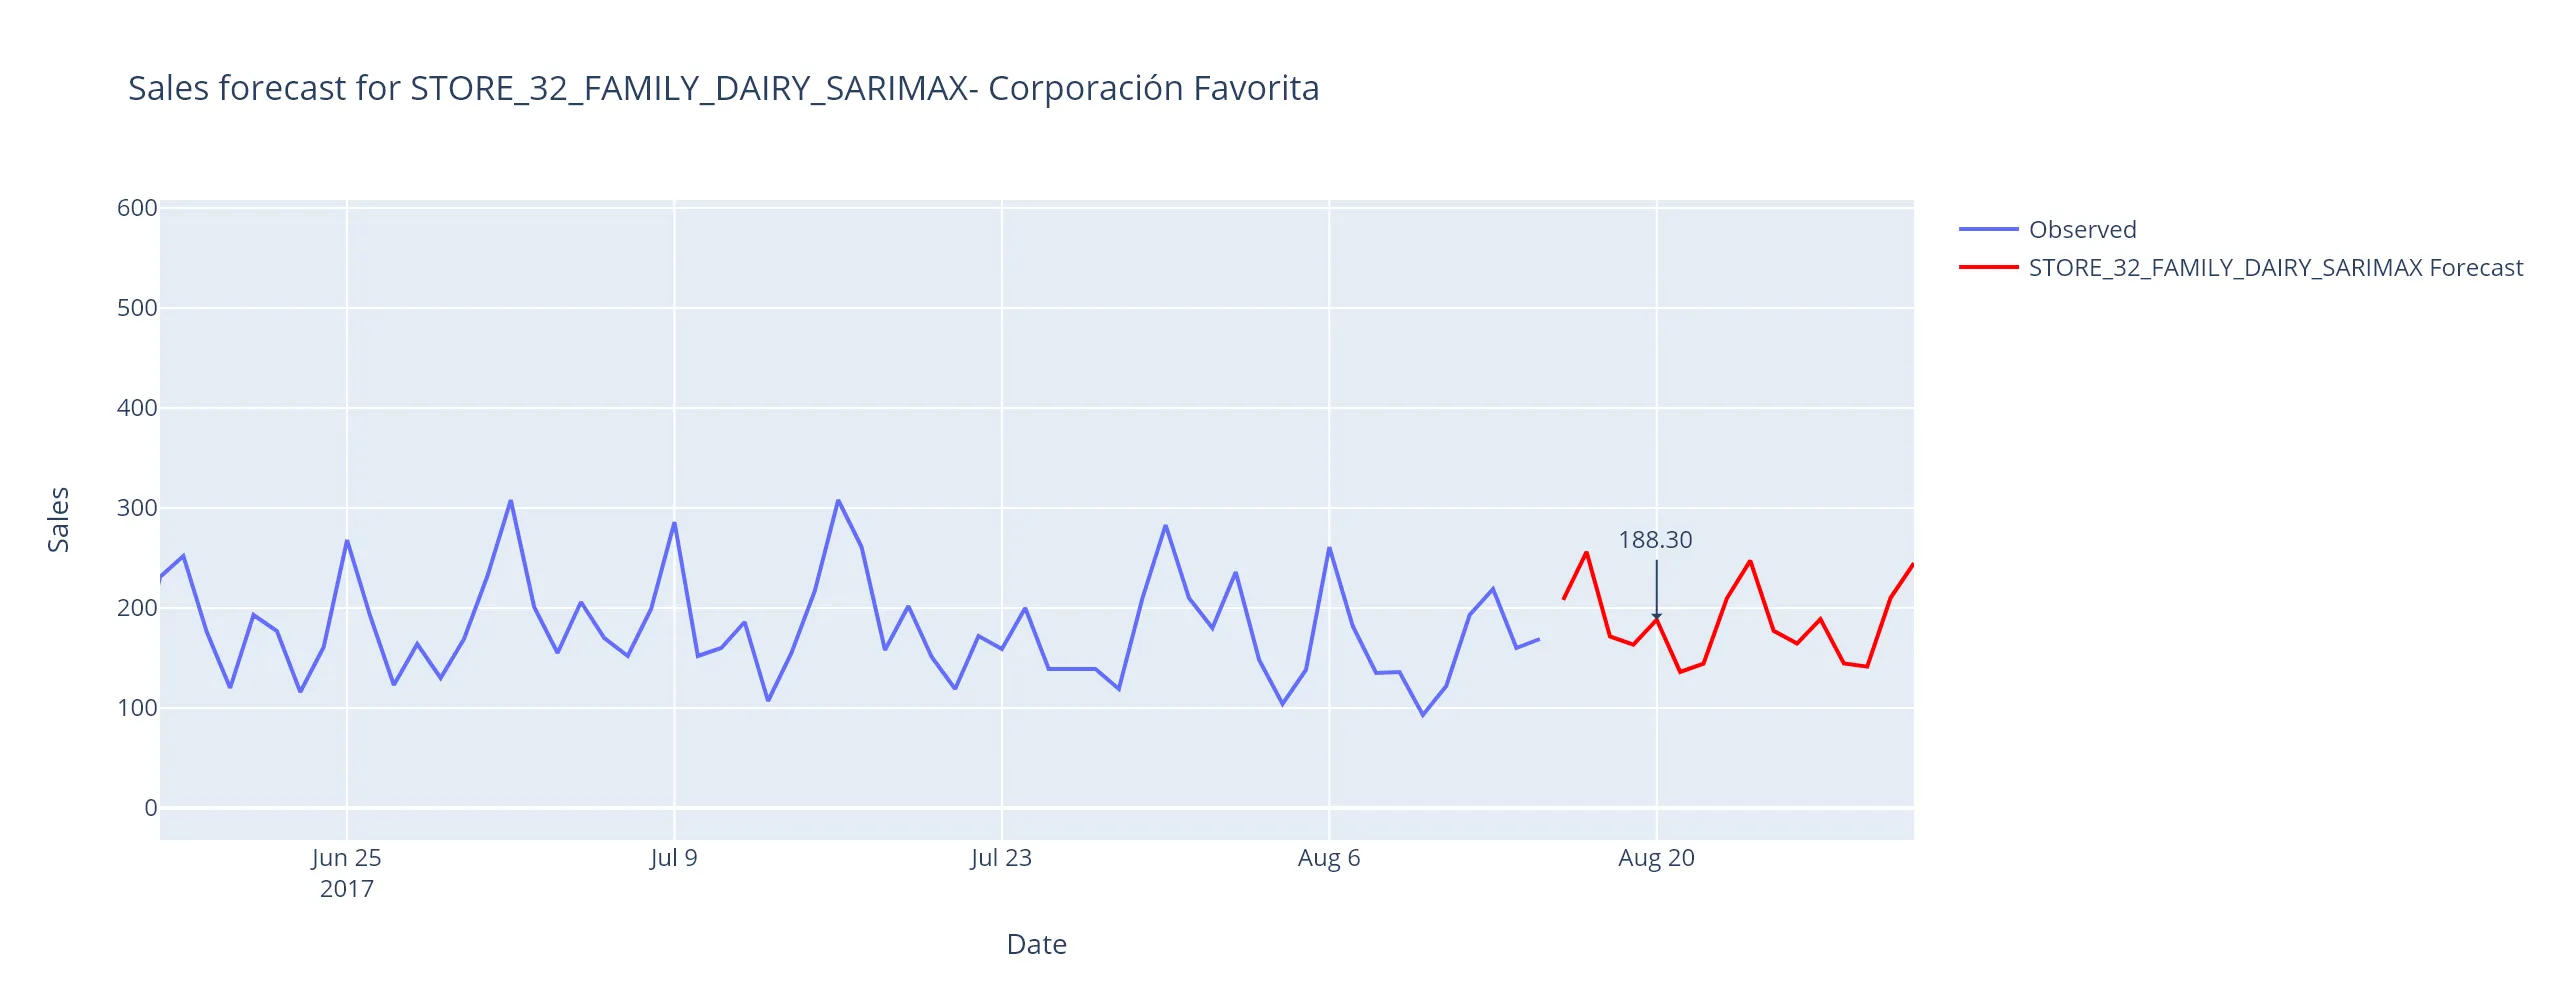 Sales forecast for STORE_32_FAMILY_DAIRY_SARIMAX- Corporación Favorita
600
500
400
300
200
100
0
Sales
188.30
Jun 25
2017
Jul 9
Jul 23
Aug 6
Aug 20
Date
Observed
STORE_32_FAMILY_DAIRY_SARIMAX Forecast